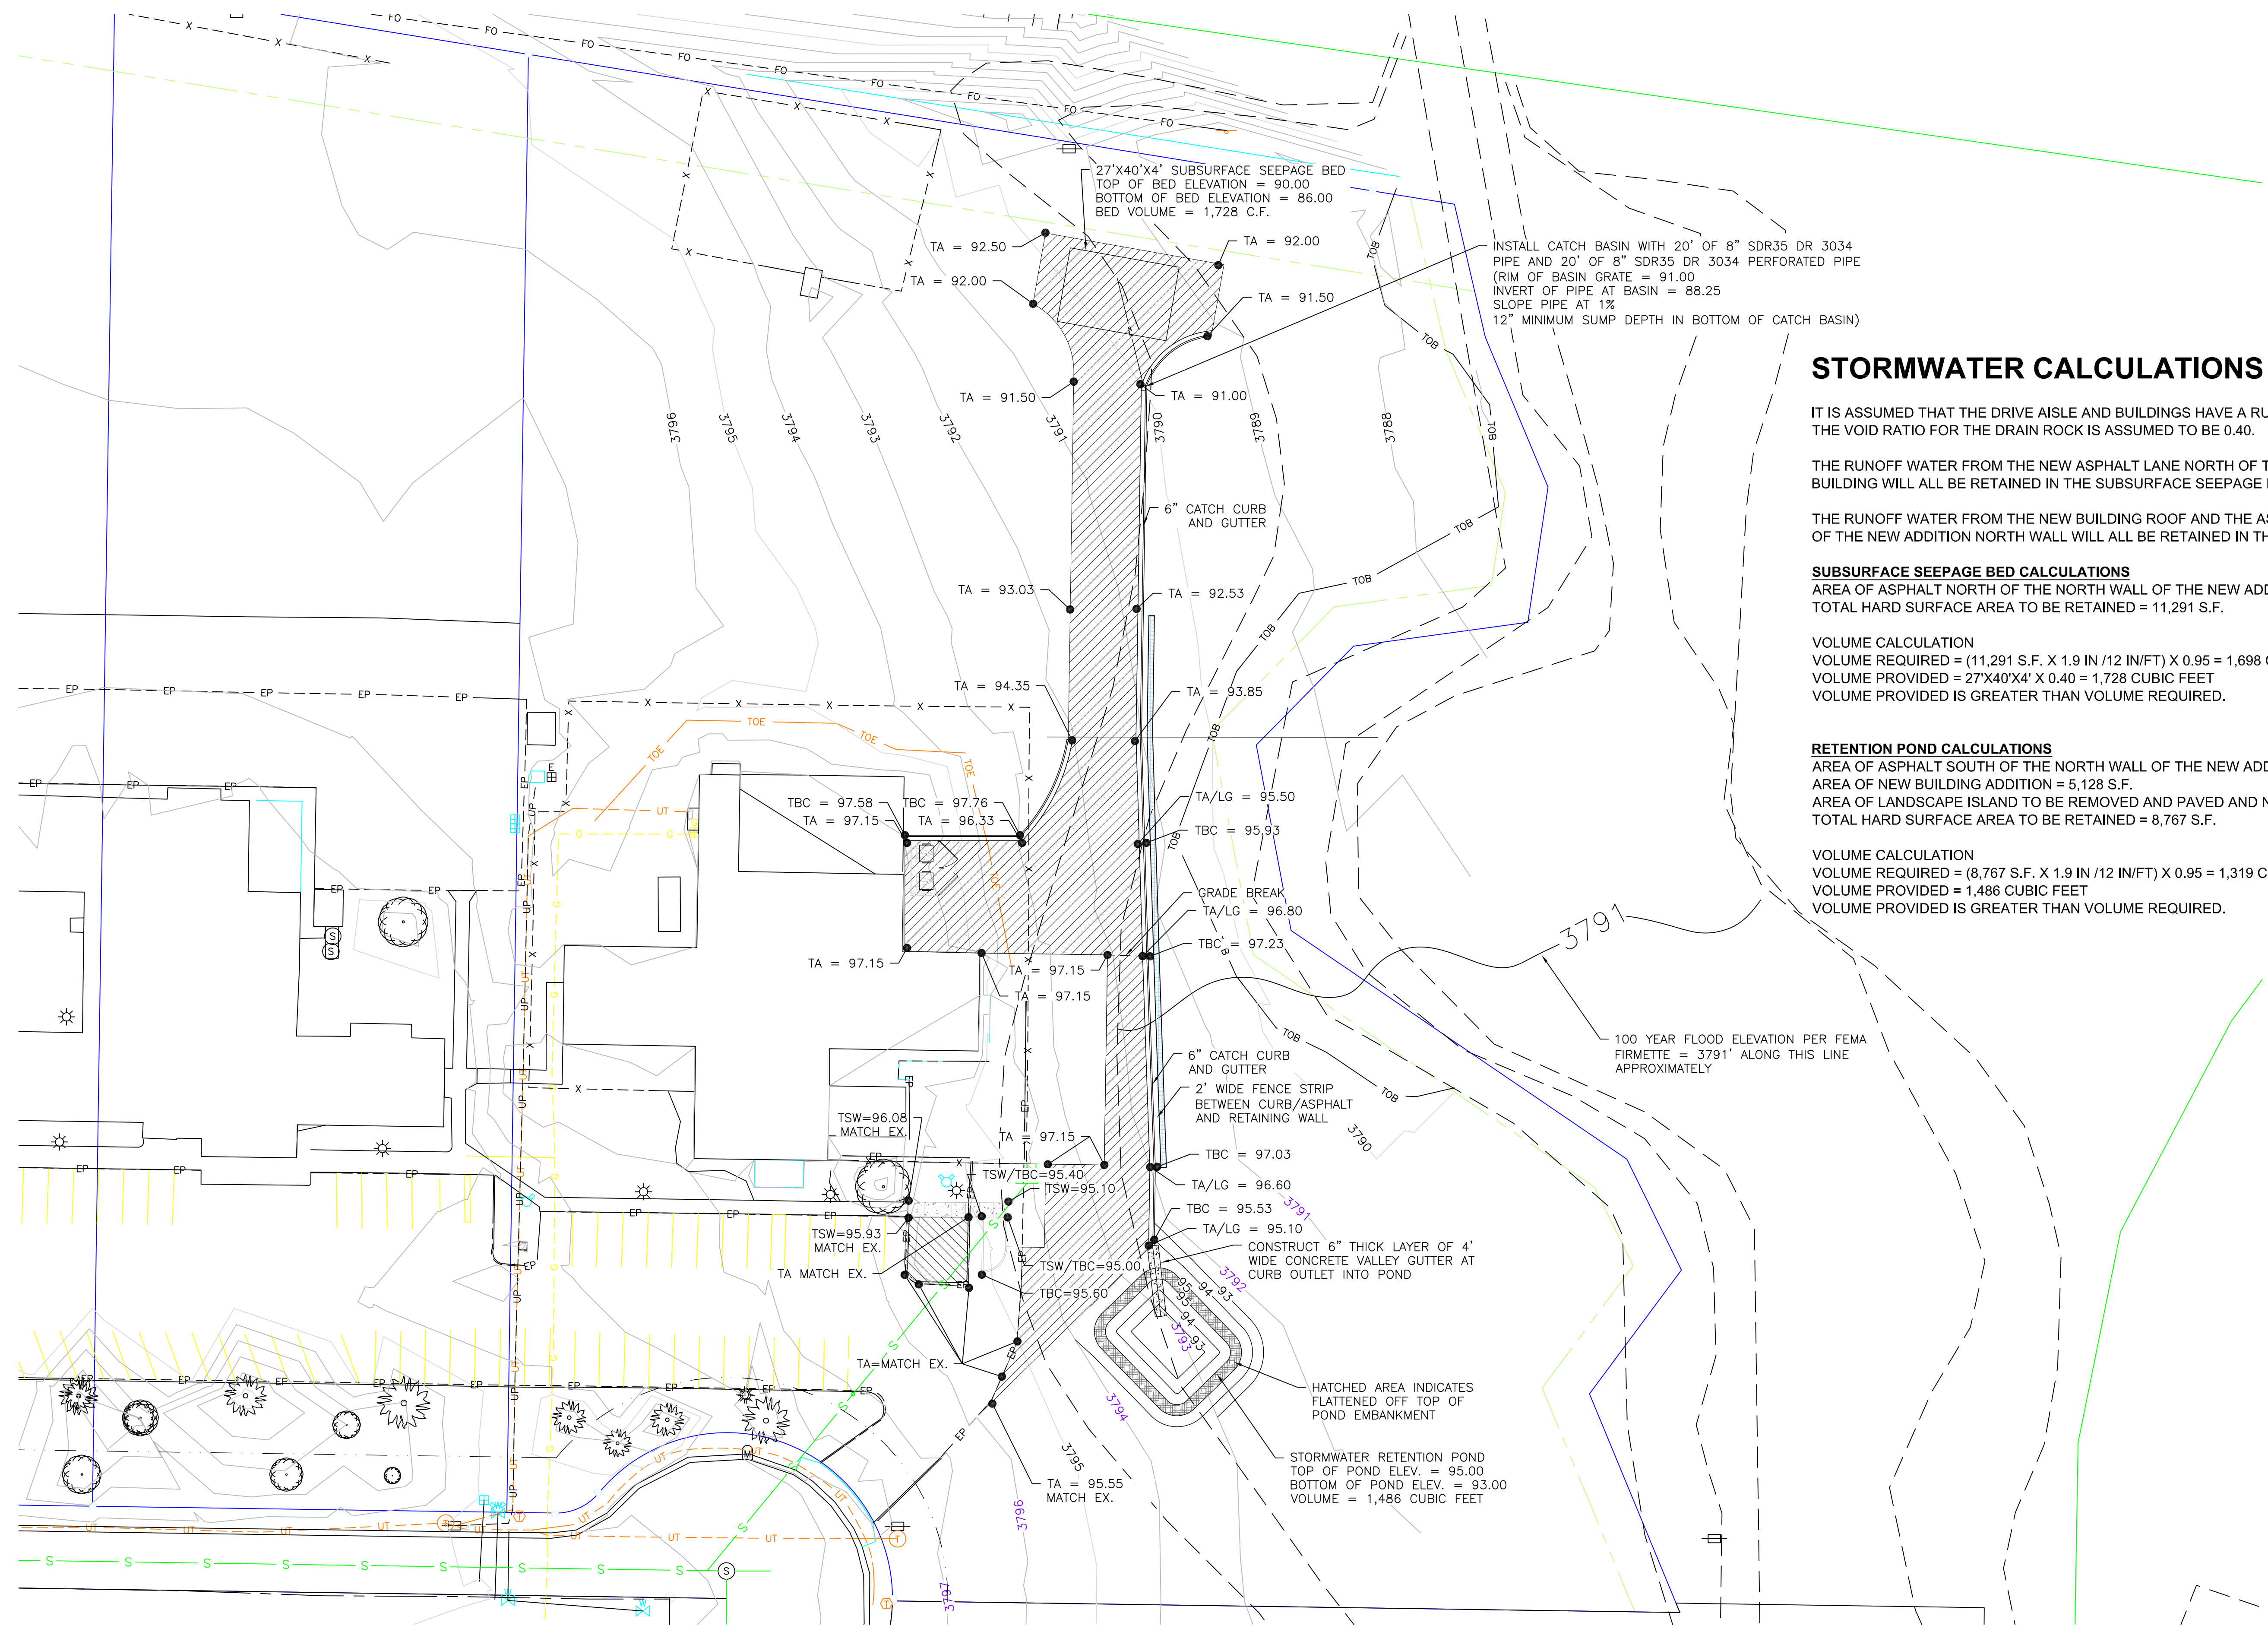 27'X40'X4' SUBSURFACE SEEPAGE BED
TOP OF BED ELEVATION = 90.00
BOTTOM OF BED ELEVATION = 86.00
BED VOLUME = 1,728 C.F.
TA = 92.50
TA = 92.00
TA = 92.00
TA = 91.50
INSTALL CATCH BASIN WITH 20' OF 8" SDR35 DR 3034
PIPE AND 20' OF 8" SDR35 DR 3034 PERFORATED PIPE
(RIM OF BASIN GRATE = 91.00
INVERT OF PIPE AT BASIN = 88.25
SLOPE PIPE AT 1%
12" MINIMUM SUMP DEPTH IN BOTTOM OF CATCH BASIN)
TA = 91.50
TA = 91.00
3796
3795
3794
3793
3792
3791
3790
3789
3788
6" CATCH CURB
AND GUTTER
TA = 93.03
TA = 92.53
TA = 94.35
TA = 93.85
TBC = 97.58
TBC = 97.76
TA = 97.15
TA = 96.33
TA/LG = 95.50
TBC = 95.93
GRADE BREAK
TA/LG = 96.80
TBC = 97.23
TA = 97.15
TA = 97.15
TA = 97.15
3791
100 YEAR FLOOD ELEVATION PER FEMA
FIRMETTE = 3791' ALONG THIS LINE
APPROXIMATELY
6" CATCH CURB
AND GUTTER
2' WIDE FENCE STRIP
BETWEEN CURB/ASPHALT
AND RETAINING WALL
3790
TSW=96.08
MATCH EX.
TA = 97.15
TBC = 97.03
TSW/TBC=95.40
TSW=95.10
TA/LG = 96.60
3791
TBC = 95.53
TA/LG = 95.10
TSW=95.93
MATCH EX.
TA MATCH EX.
TSW/TBC=95.00
TBC=95.60
CONSTRUCT 6" THICK LAYER OF 4'
WIDE CONCRETE VALLEY GUTTER AT
CURB OUTLET INTO POND
3792
95
94
93
95
94
93
3793
TA=MATCH EX.
HATCHED AREA INDICATES
FLATTENED OFF TOP OF
POND EMBANKMENT
3794
3795
STORMWATER RETENTION POND
TOP OF POND ELEV. = 95.00
BOTTOM OF POND ELEV. = 93.00
VOLUME = 1,486 CUBIC FEET
TA = 95.55
MATCH EX.
3796
3797
STORMWATER CALCULATIONS
IT IS ASSUMED THAT THE DRIVE AISLE AND BUILDINGS HAVE A RU
THE VOID RATIO FOR THE DRAIN ROCK IS ASSUMED TO BE 0.40.
THE RUNOFF WATER FROM THE NEW ASPHALT LANE NORTH OF T
BUILDING WILL ALL BE RETAINED IN THE SUBSURFACE SEEPAGE
THE RUNOFF WATER FROM THE NEW BUILDING ROOF AND THE AS
OF THE NEW ADDITION NORTH WALL WILL ALL BE RETAINED IN TH
SUBSURFACE SEEPAGE BED CALCULATIONS
AREA OF ASPHALT NORTH OF THE NORTH WALL OF THE NEW ADD
TOTAL HARD SURFACE AREA TO BE RETAINED = 11,291 S.F.
VOLUME CALCULATION
VOLUME REQUIRED = (11,291 S.F. X 1.9 IN /12 IN/FT) X 0.95 = 1,698 C
VOLUME PROVIDED = 27'X40'X4' X 0.40 = 1,728 CUBIC FEET
VOLUME PROVIDED IS GREATER THAN VOLUME REQUIRED.
RETENTION POND CALCULATIONS
AREA OF ASPHALT SOUTH OF THE NORTH WALL OF THE NEW ADD
AREA OF NEW BUILDING ADDITION = 5,128 S.F.
AREA OF LANDSCAPE ISLAND TO BE REMOVED AND PAVED AND N
TOTAL HARD SURFACE AREA TO BE RETAINED = 8,767 S.F.
VOLUME CALCULATION
VOLUME REQUIRED = (8,767 S.F. X 1.9 IN /12 IN/FT) X 0.95 = 1,319 C
VOLUME PROVIDED = 1,486 CUBIC FEET
VOLUME PROVIDED IS GREATER THAN VOLUME REQUIRED.